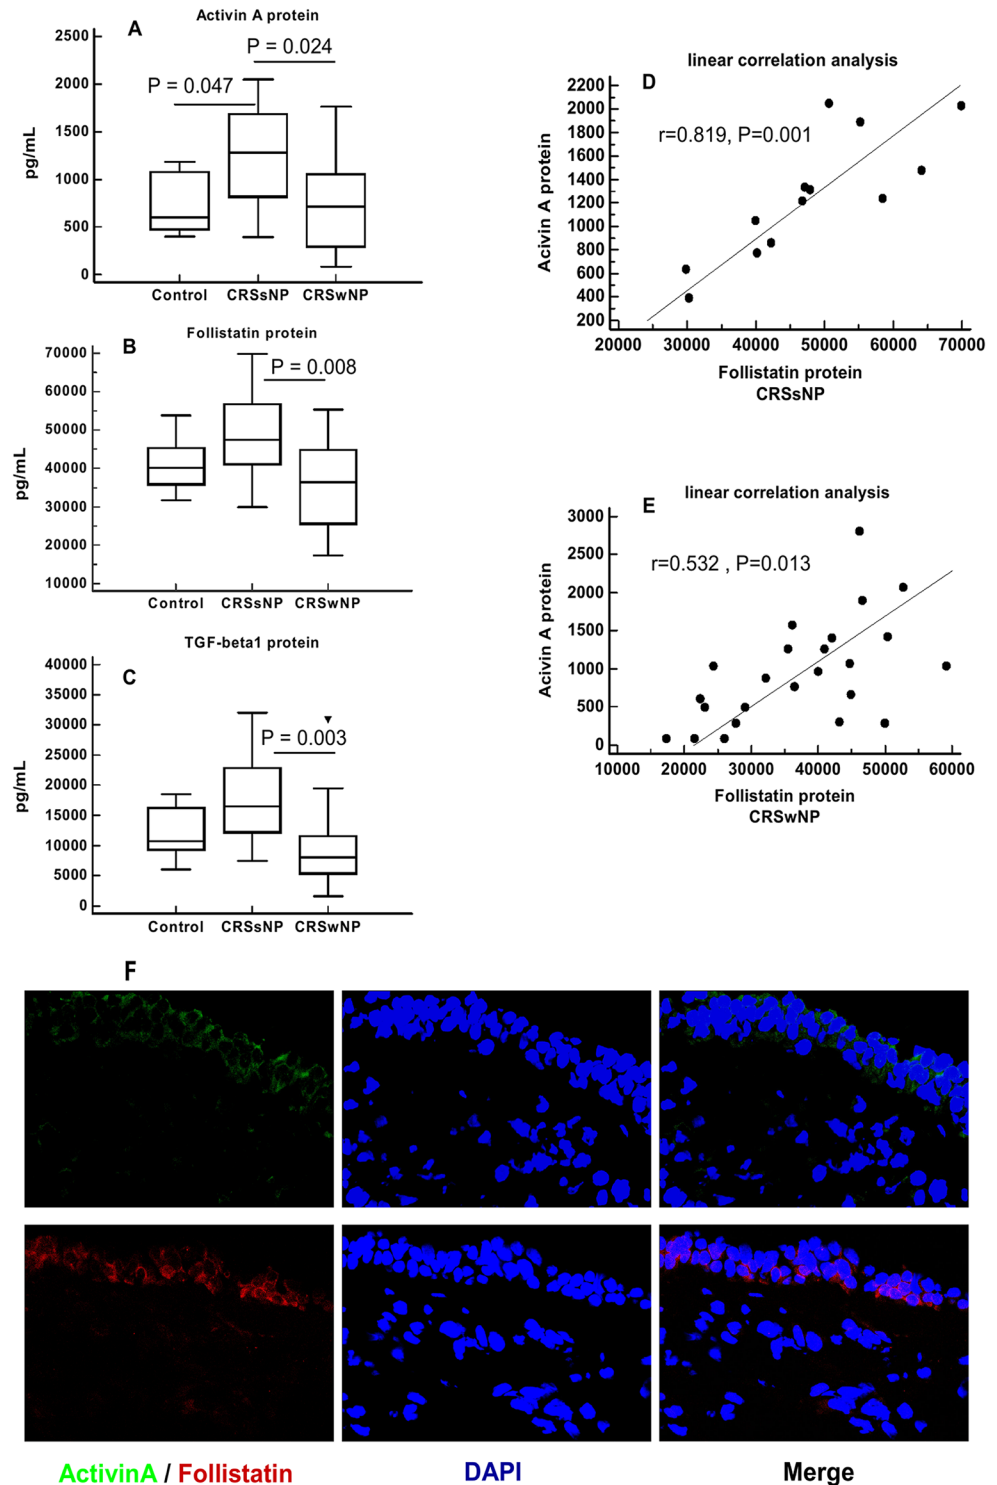 Activin A protein
A
2500
2000
1500
1000
500
0
pg/mL
P = 0.047
P = 0.024
Control CRSsNP CRSwNP
Follistatin protein
B
70000
60000
50000
40000
30000
20000
10000
pg/mL
P = 0.008
Control CRSsNP CRSwNP
TGF-beta1 protein
C
40000
35000
30000
25000
20000
15000
10000
5000
0
pg/mL
P = 0.003
Control CRSsNP CRSwNP
linear correlation analysis
D
2200
2000
1800
1600
1400
1200
1000
800
600
400
200
Acivin A protein
r=0.819, P=0.001
20000 30000 40000 50000 60000 70000
Follistatin protein
CRSsNP
linear correlation analysis
E
3000
2500
2000
1500
1000
500
0
Acivin A protein
r=0.532 , P=0.013
10000 20000 30000 40000 50000 60000
Follistatin protein
CRSwNP
F
ActivinA / Follistatin DAPI Merge